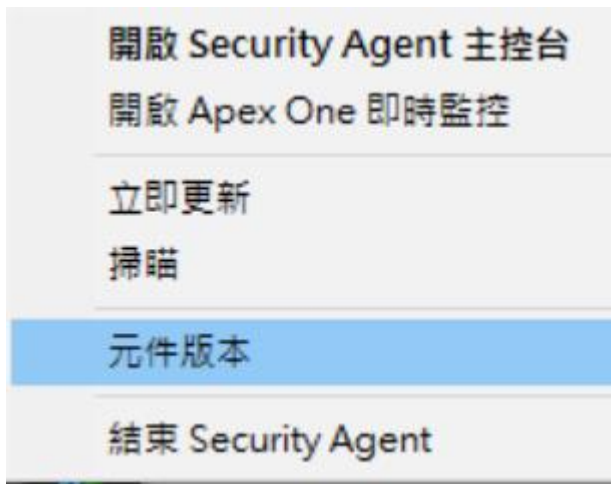 開啟 Security Agent 主控台
開啟 Apex One 即時監控
立即更新
掃瞄
元件版本
結束 Security Agent